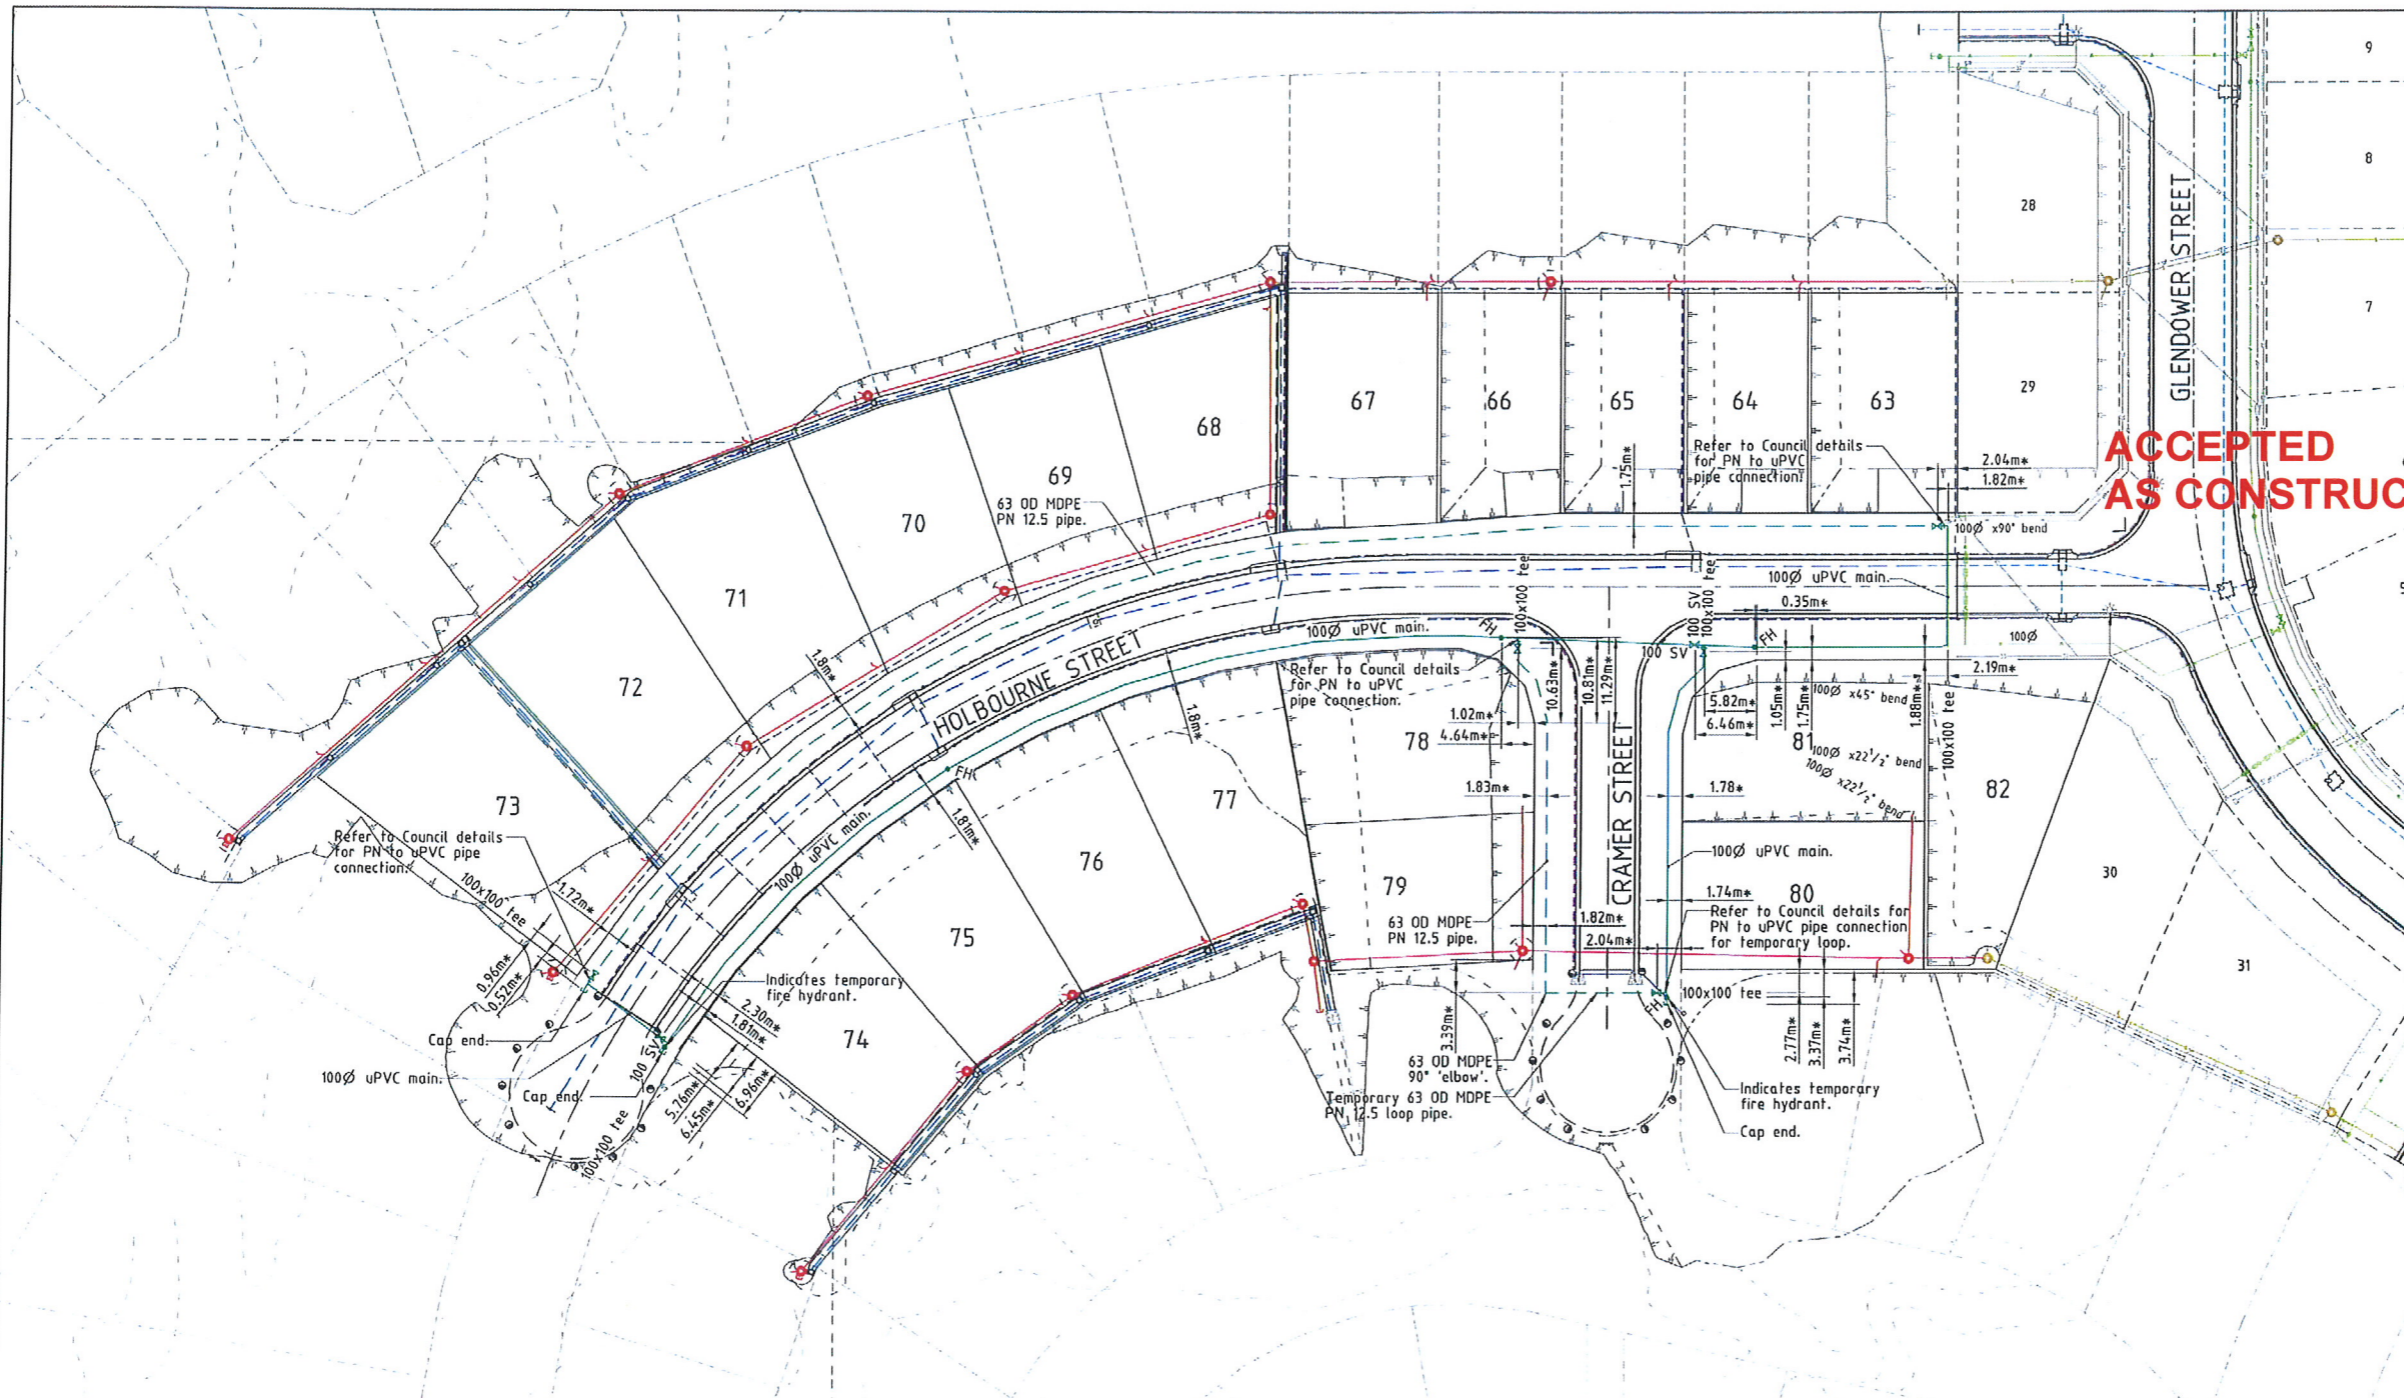 9
8
28
GLENDOWER STREET
7
67
66
65
64
63
29
68
ACCEPTED
AS CONSTRUC
Refer to Council details
for PN to uPVC
pipe connection.
1.75m*
2.04m*
1.82m*
69
63 OD MDPE
PN 12.5 pipe.
70
100Ø x90° bend
71
100Ø uPVC main.
0.35m*
100x100 tee
100 SV
100x100 tee
FH
FH
100Ø uPVC main.
100 SV
100Ø
HOLBOURNE STREET
1.8m*
1.8m*
72
Refer to Council details
for PN to uPVC
pipe connection.
10.63m*
10.81m*
11.29m*
1.02m*
4.64m*
78
5.82m*
6.46m*
1.05m*
1.75m*
100Ø x45° bend
1.88m*
2.19m*
100x100 tee
81
100Ø x22½° bend
100Ø x22½° bend
82
FH
1.81m*
77
1.83m*
1.78*
CRAMER STREET
73
Refer to Council details
for PN to uPVC pipe
connection.
100Ø uPVC main.
76
100Ø uPVC main.
79
80
30
100x100 tee
1.72m*
1.74m*
Refer to Council details for
PN to uPVC pipe connection
for temporary loop.
63 OD MDPE
PN 12.5 pipe.
1.82m*
2.04m*
75
31
0.96m*
0.52m*
Indicates temporary
fire hydrant.
2.30m*
1.81m*
74
100x100 tee
FH
3.39m*
2.77m*
3.37m*
3.74m*
Cap end.
100Ø uPVC main.
100 SV
Cap end.
5.76m*
6.45m*
6.96m*
100x100 tee
63 OD MDPE
90° 'elbow'.
Temporary 63 OD MDPE
PN 12.5 loop pipe.
Indicates temporary
fire hydrant.
Cap end.